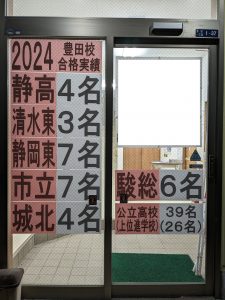 2024 豊田校
合格実績
静高4名
清水東3名
静岡東7名
市立7名
城北4名
駿総6名
公立高校 39名
(上位進学校)(26名)